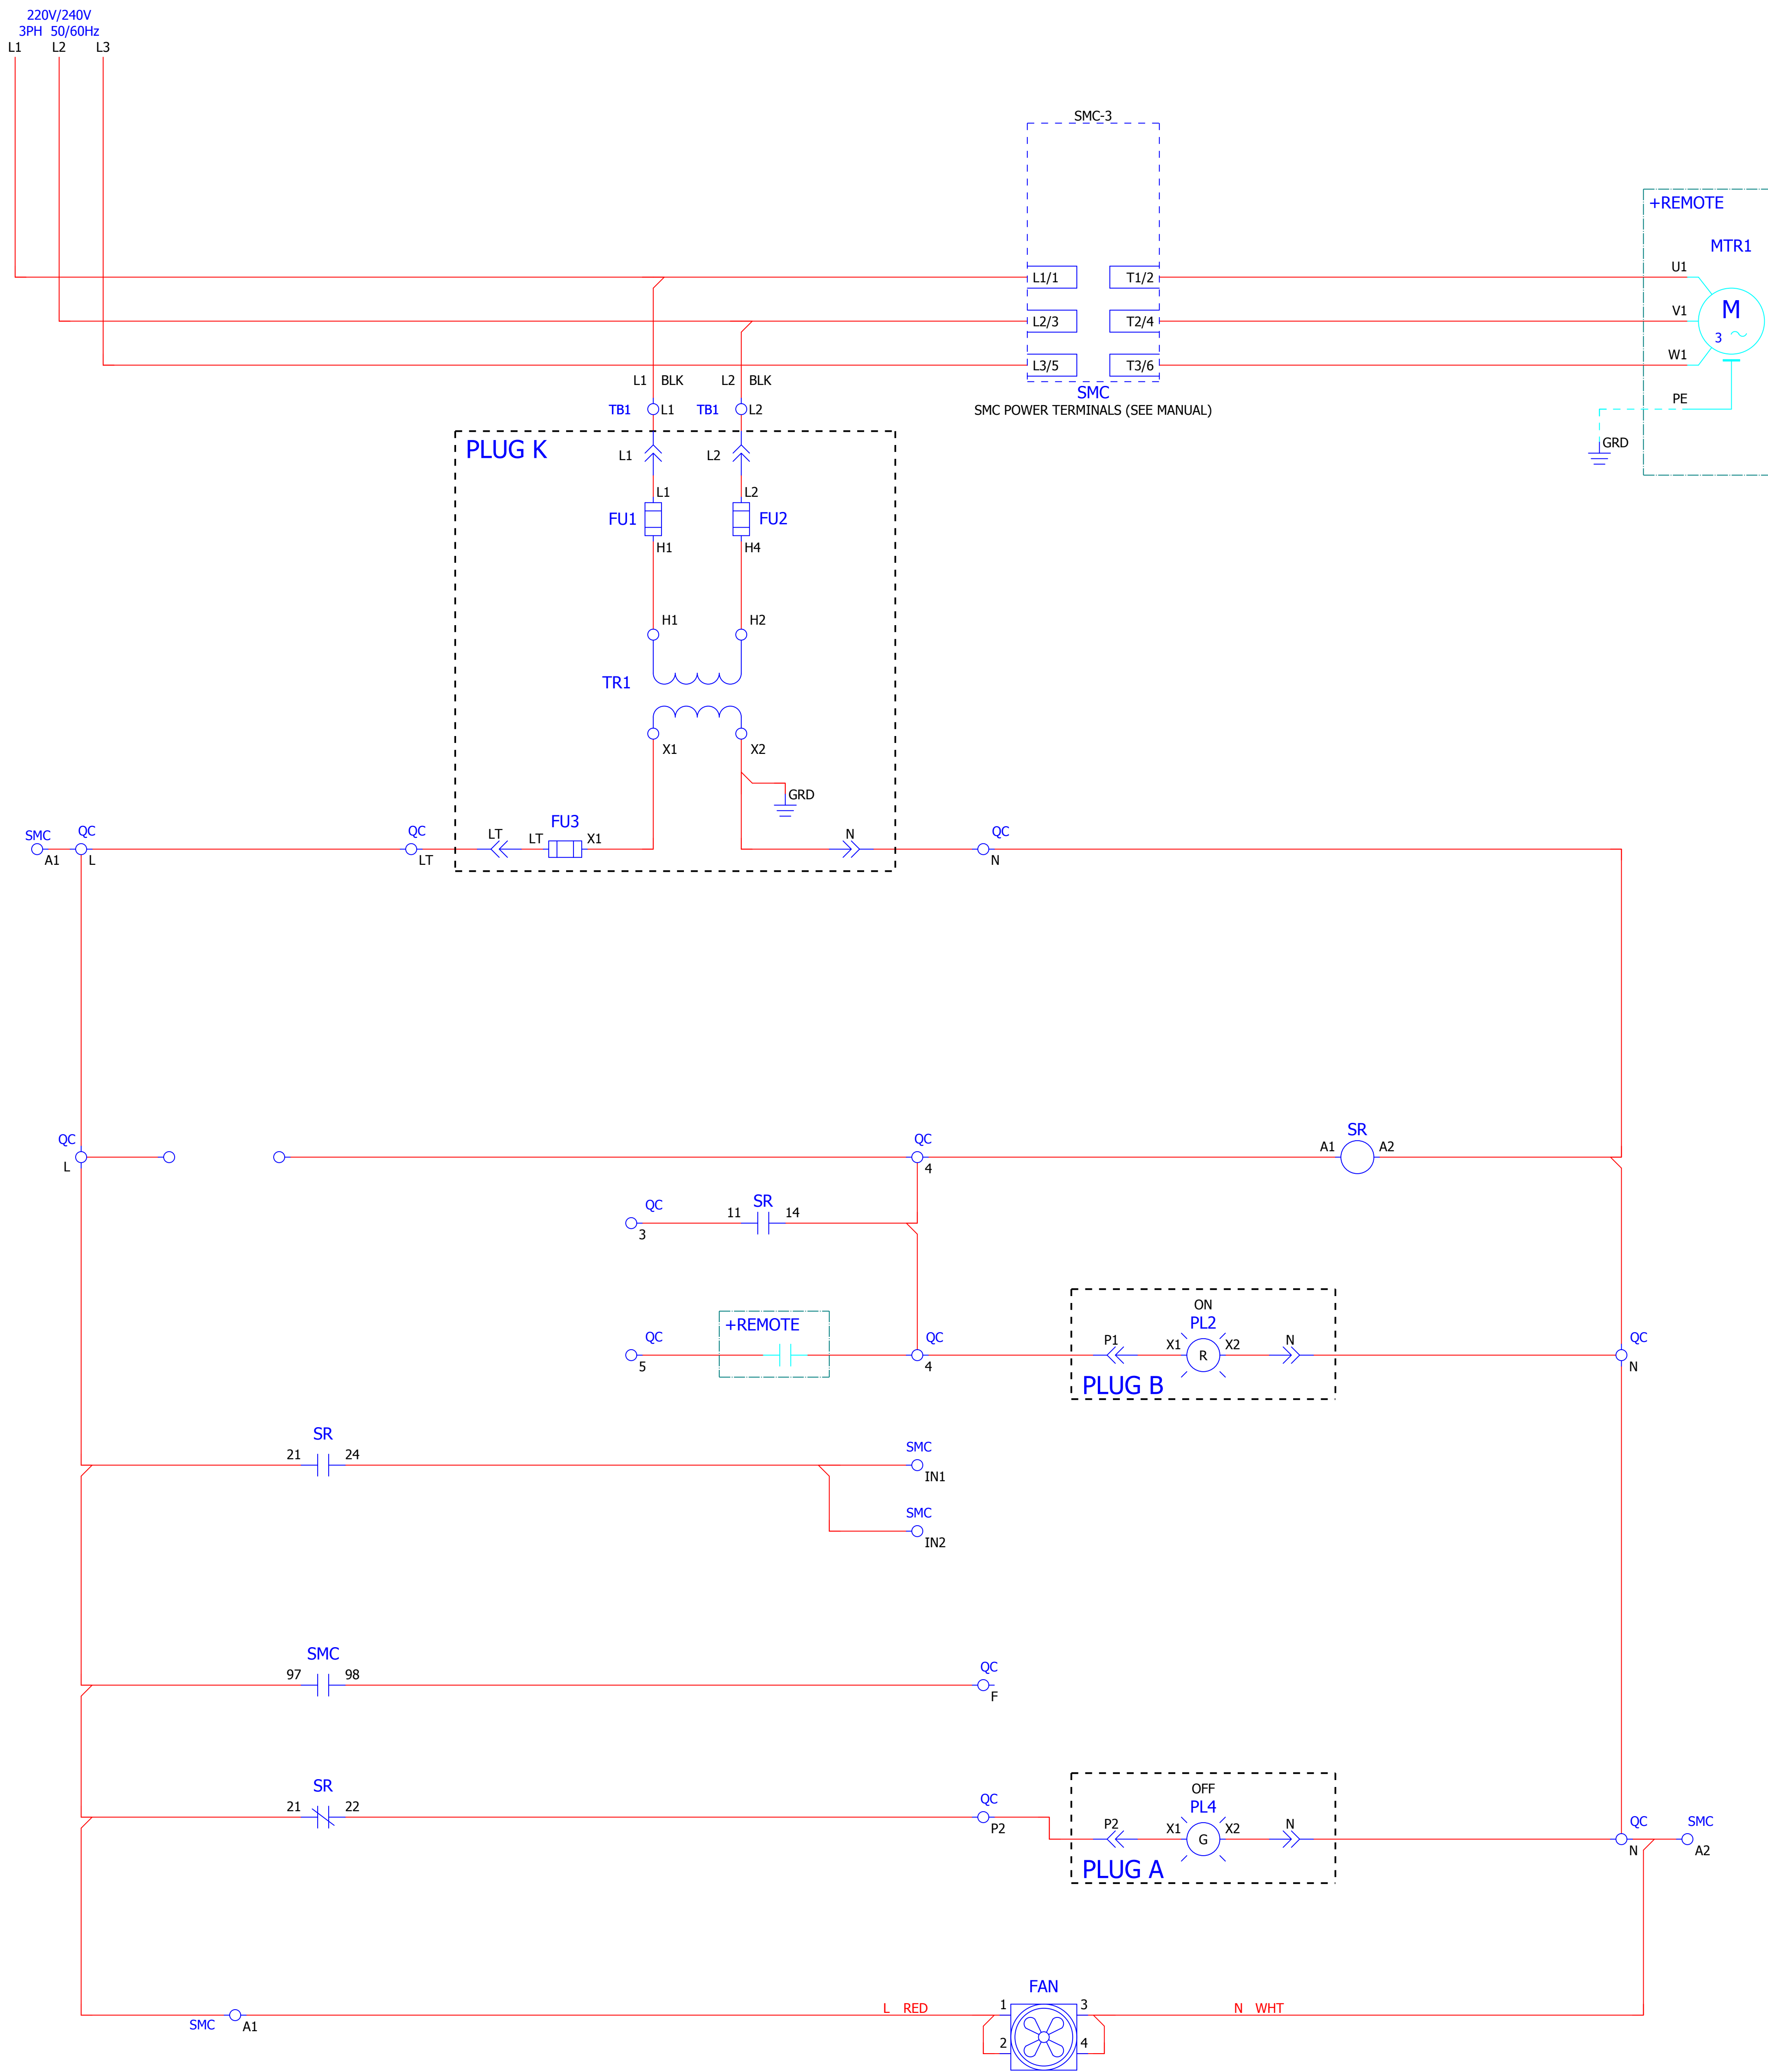 220V/240V
3PH 50/60Hz
L1 L2 L3
SMC-3
+REMOTE
MTR1
L1/1 T1/2 U1
L2/3 T2/4 V1
M
3
L3/5 T3/6 W1
L1 BLK L2 BLK
SMC
SMC POWER TERMINALS (SEE MANUAL)
PE
TB1 L1 TB1 L2
GRD
PLUG K
L1 L2
L1 L2
FU1 FU2
H1 H4
H1 H2
TR1
X1 X2
GRD
FU3
SMC QC QC LT LT X1 N QC
A1 L LT N
SR
QC QC A1 A2
L 4
SR
QC 11 14
3
ON
+REMOTE PL2
QC QC P1 X1 X2 N QC
R
5 4 N
PLUG B
SR
SMC
21 24
IN1
SMC
IN2
SMC
QC
97 98
F
SR
OFF
QC PL4
21 22
P2 P2 X1 X2 N QC SMC
G
N A2
PLUG A
FAN
L RED 1 3 N WHT
SMC A1
2 4